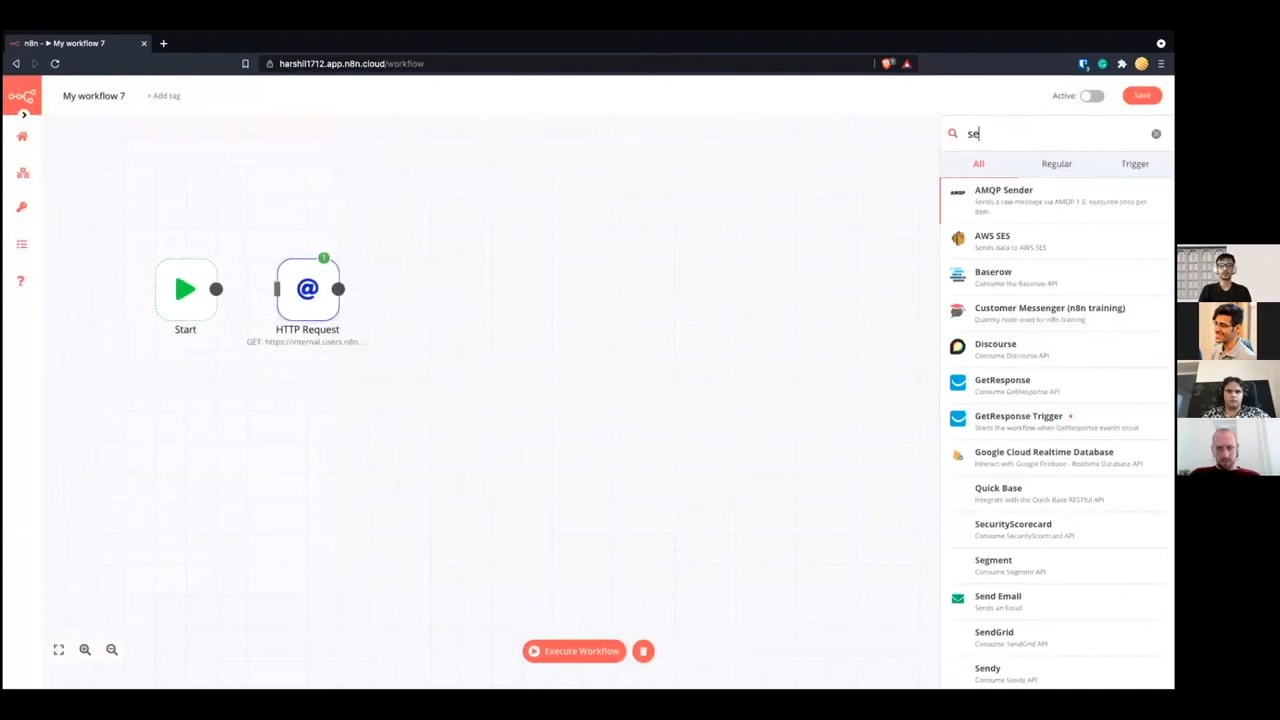 n8n - ▶ My workflow 7
harshil1712.app.n8n.cloud/workflow
My workflow 7
+ Add tag
Active:
Save
se
All
Regular
Trigger
AMQP
AMQP Sender
Sends a raw-message via AMQP 1.0, executed once per
item
AWS SES
Sends data to AWS SES
Baserow
Consume the Baserow API
Customer Messenger (n8n training)
Dummy node used for n8n training
Discourse
Consume Discourse API
GetResponse
Consume GetResponse API
GetResponse Trigger
Starts the workflow when GetResponse events occur
Google Cloud Realtime Database
Interact with Google Firebase - Realtime Database API
Quick Base
Integrate with the Quick Base RESTful API
SecurityScorecard
Consume SecurityScorecard API
Segment
Consume Segment API
Send Email
Sends an Email
SendGrid
Consume SendGrid API
Sendy
Consume Sendy API
1
@
Start
HTTP Request
GET: https://internal.users.n8n....
Execute Workflow